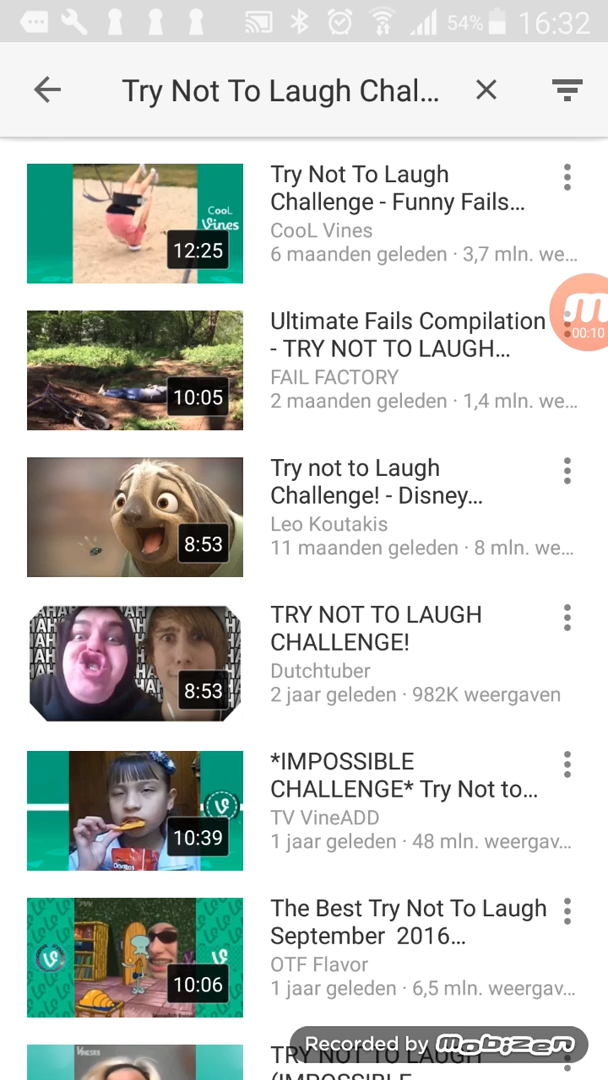 54% 16:32
Try Not To Laugh Chal...
Try Not To Laugh
Challenge - Funny Fails...
CooL Vines
6 maanden geleden · 3,7 mln. we...
CooL
Vines
12:25
Ultimate Fails Compilation
- TRY NOT TO LAUGH...
FAIL FACTORY
2 maanden geleden · 1,4 mln. we...
10:05
00:10
Try not to Laugh
Challenge! - Disney...
Leo Koutakis
11 maanden geleden · 8 mln. we...
8:53
TRY NOT TO LAUGH
CHALLENGE!
Dutchtuber
2 jaar geleden · 982K weergaven
8:53
*IMPOSSIBLE
CHALLENGE* Try Not to...
TV VineADD
1 jaar geleden · 48 mln. weergav...
Doritos
10:39
The Best Try Not To Laugh
September 2016...
OTF Flavor
1 jaar geleden · 6,5 mln. weergav...
10:06
Recorded by Mobizen
TRY NOT TO LAUGH
(IMPOSSIBLE